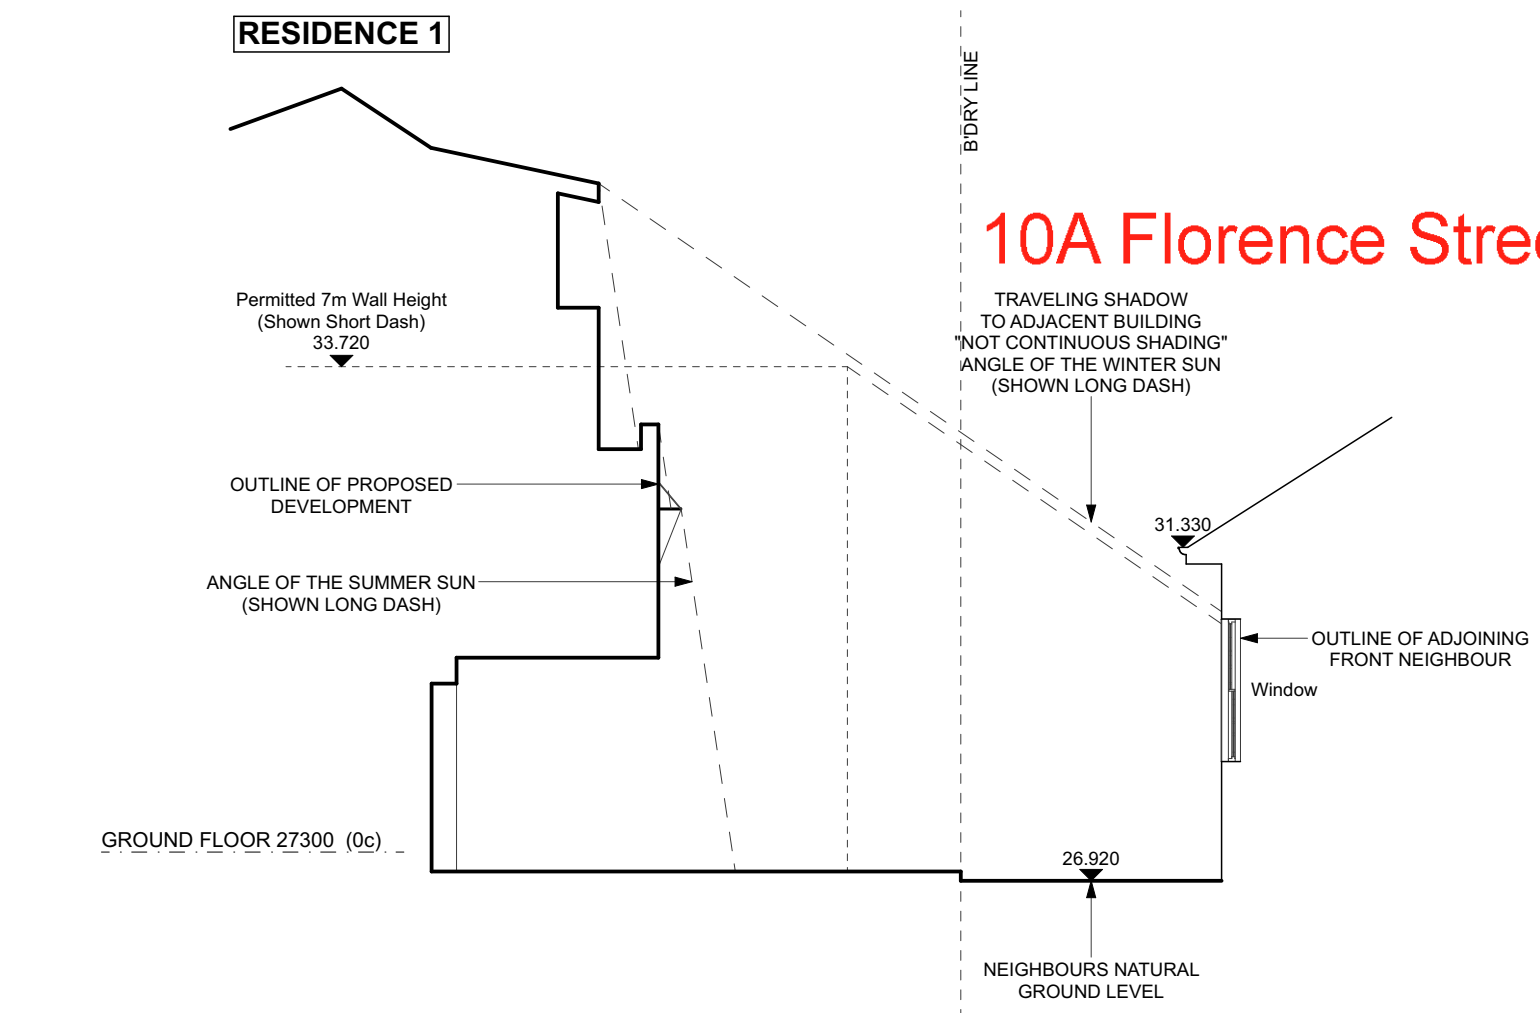 RESIDENCE 1
B'DRY LINE
10A Florence
Permitted 7m Wall Height
(Shown Short Dash)
33.720
TRAVELING SHADOW
TO ADJACENT BUILDING
"NOT CONTINUOUS SHADING"
ANGLE OF THE WINTER SUN
(SHOWN LONG DASH)
OUTLINE OF PROPOSED
DEVELOPMENT
31.330
ANGLE OF THE SUMMER SUN
(SHOWN LONG DASH)
OUTLINE OF ADJOINING
FRONT NEIGHBOUR
Window
GROUND FLOOR 27300 (0c)
26.920
NEIGHBOURS NATURAL
GROUND LEVEL